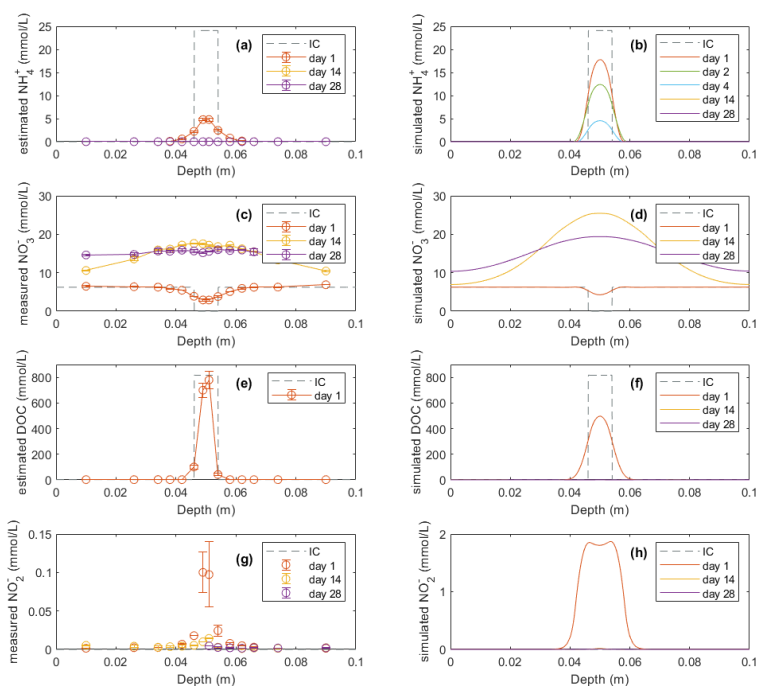 estimated NH₄⁺ (mmol/L)
25
20
15
10
5
0
(a)
IC
day 1
day 14
day 28
0 0.02 0.04 0.06 0.08 0.1
Depth (m)
simulated NH₄⁺ (mmol/L)
25
20
15
10
5
0
(b)
IC
day 1
day 2
day 4
day 14
day 28
0 0.02 0.04 0.06 0.08 0.1
Depth (m)
measured NO₃⁻ (mmol/L)
30
20
10
0
(c)
IC
day 1
day 14
day 28
0 0.02 0.04 0.06 0.08 0.1
Depth (m)
simulated NO₃⁻ (mmol/L)
30
20
10
0
(d)
IC
day 1
day 14
day 28
0 0.02 0.04 0.06 0.08 0.1
Depth (m)
estimated DOC (mmol/L)
800
600
400
200
0
(e)
IC
day 1
0 0.02 0.04 0.06 0.08 0.1
Depth (m)
simulated DOC (mmol/L)
800
600
400
200
0
(f)
IC
day 1
day 14
day 28
0 0.02 0.04 0.06 0.08 0.1
Depth (m)
measured NO₂⁻ (mmol/L)
0.15
0.1
0.05
0
(g)
IC
day 1
day 14
day 28
0 0.02 0.04 0.06 0.08 0.1
Depth (m)
simulated NO₂⁻ (mmol/L)
2
1
0
(h)
IC
day 1
day 14
day 28
0 0.02 0.04 0.06 0.08 0.1
Depth (m)